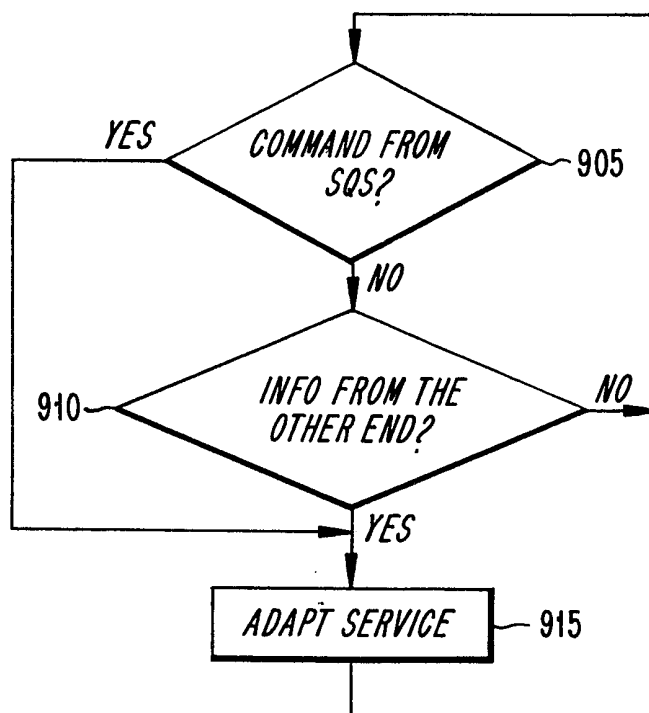 YES
COMMAND FROM
SQS?
905
NO
910
INFO FROM THE
OTHER END?
NO
YES
ADAPT SERVICE
915